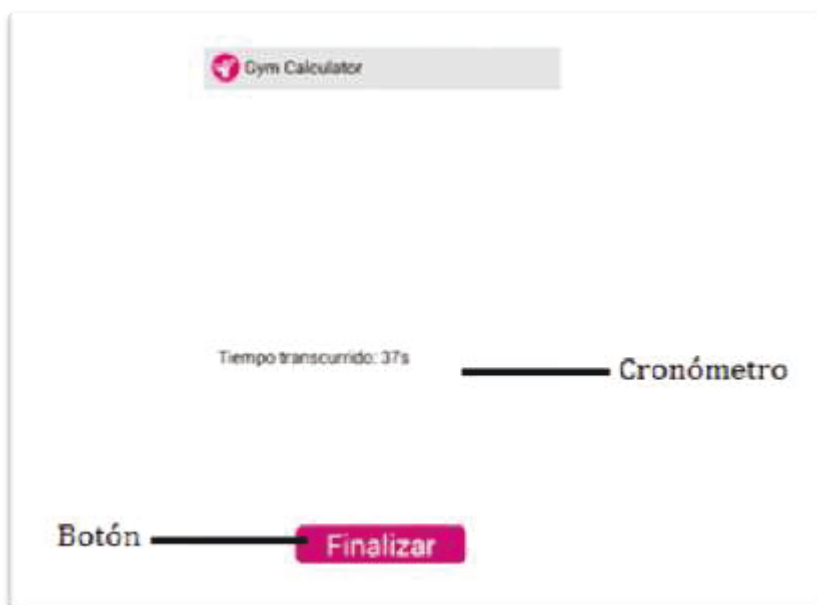 Gym Calculator
Tiempo transcurrido: 37s
Cronómetro
Botón
Finalizar